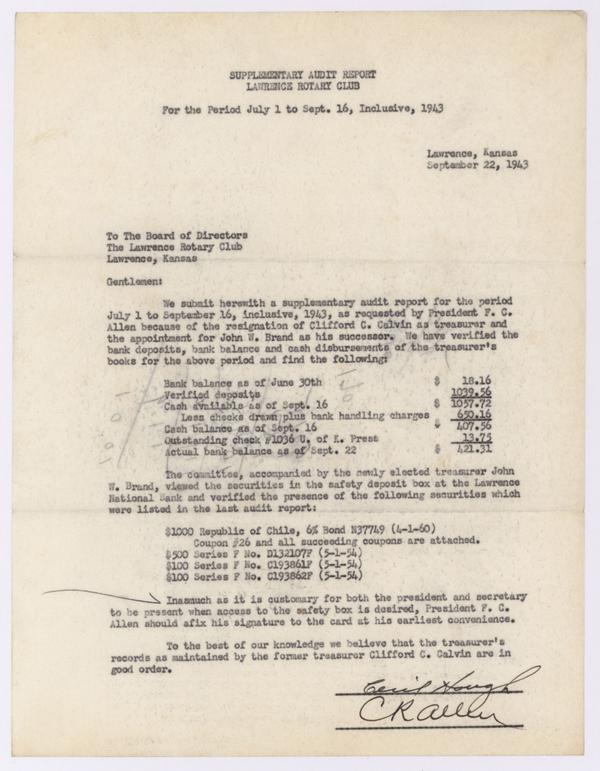 SUPPLEMENTARY AUDIT REPORT
LAWRENCE ROTARY CLUB
For the Period July 1 to Sept. 16, Inclusive, 1943
Lawrence, Kansas
September 22, 1943
To The Board of Directors
The Lawrence Rotary Club
Lawrence, Kansas
Gentlemen:
We submit herewith a supplementary audit report for the period
July 1 to September 16, inclusive, 1943, as requested by President F. C.
Allen because of the resignation of Clifford C. Calvin as treasurer and
the appointment for John W. Brand as his successor. We have verified the
bank deposits, bank balance and cash disbursements of the treasurer's
books for the above period and find the following:
Bank balance as of June 30th $ 18.16
Verified deposits 1039.56
Cash available as of Sept. 16 $ 1057.72
Less checks drawn plus bank handling charges 650.16
Cash balance as of Sept. 16 $ 407.56
Outstanding check #1036 U. of K. Press 13.75
Actual bank balance as of Sept. 22 $ 421.31
The committee, accompanied by the newly elected treasurer John
W. Brand, viewed the securities in the safety deposit box at the Lawrence
National Bank and verified the presence of the following securities which
were listed in the last audit report:
$1000 Republic of Chile, 6% Bond N37749 (4-1-60)
Coupon #26 and all succeeding coupons are attached.
$500 Series F No. D132107F (5-1-54)
$100 Series F No. C193861F (5-1-54)
$100 Series F No. C193862F (5-1-54)
Inasmuch as it is customary for both the president and secretary
to be present when access to the safety box is desired, President F. C.
Allen should afix his signature to the card at his earliest convenience.
To the best of our knowledge we believe that the treasurer's
records as maintained by the former treasurer Clifford C. Calvin are in
good order.
Cecil Hough
C R Allen